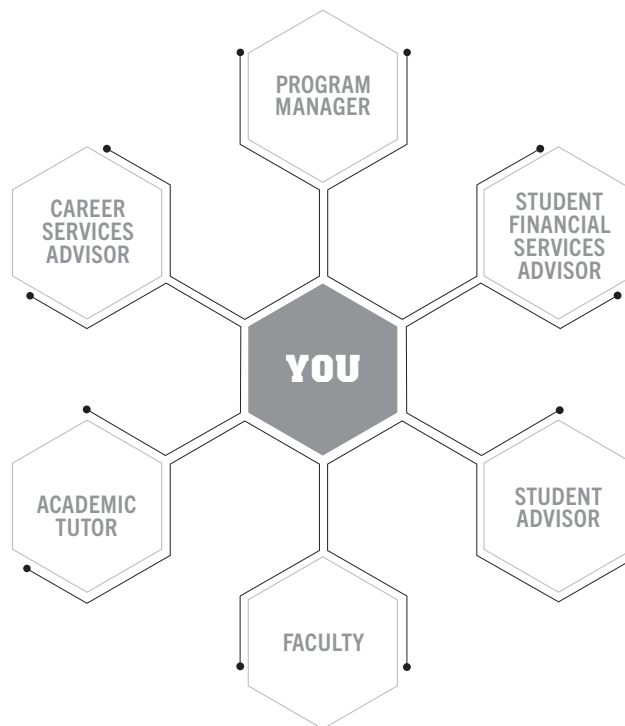 PROGRAM
MANAGER
CAREER
SERVICES
ADVISOR
STUDENT
FINANCIAL
SERVICES
ADVISOR
YOU
ACADEMIC
TUTOR
STUDENT
ADVISOR
FACULTY